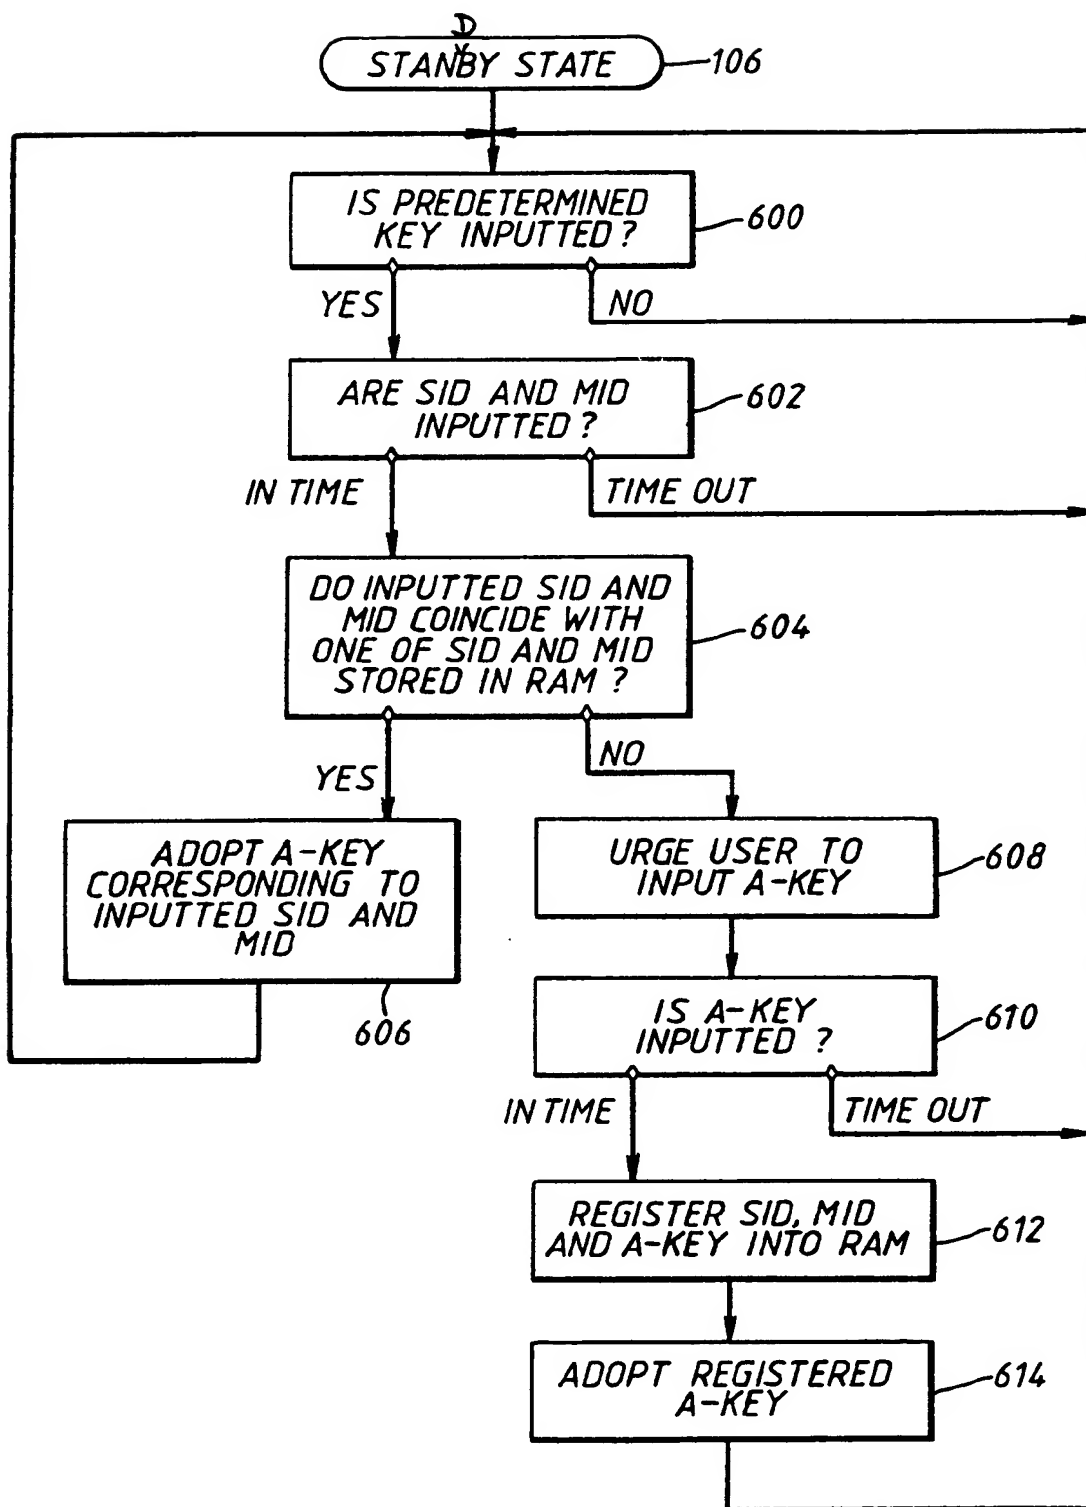 D
STANBY STATE
106
IS PREDETERMINED
KEY INPUTTED?
600
YES
NO
ARE SID AND MID
INPUTTED?
602
IN TIME
TIME OUT
DO INPUTTED SID AND
MID COINCIDE WITH
ONE OF SID AND MID
STORED IN RAM?
604
YES
NO
ADOPT A-KEY
CORRESPONDING TO
INPUTTED SID AND
MID
606
URGE USER TO
INPUT A-KEY
608
IS A-KEY
INPUTTED?
610
IN TIME
TIME OUT
REGISTER SID, MID
AND A-KEY INTO RAM
612
ADOPT REGISTERED
A-KEY
614